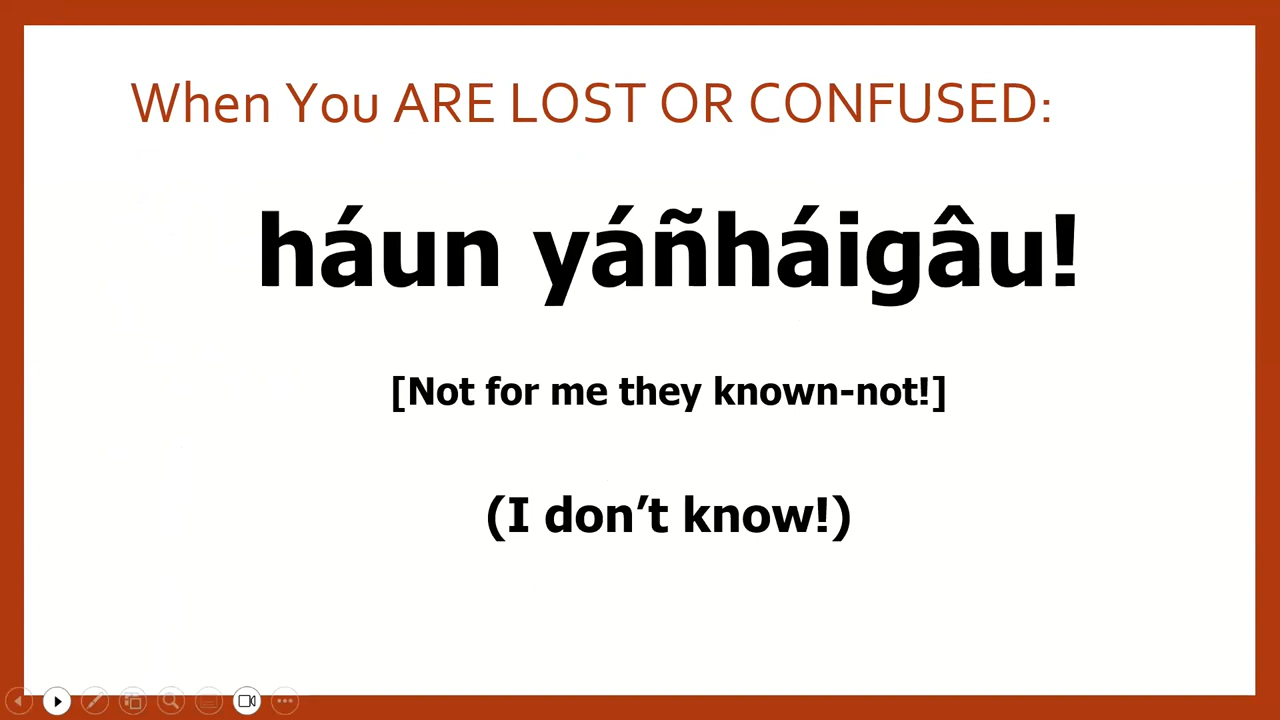 When You ARE LOST OR CONFUSED:
háun yáñháigâu!
[Not for me they known-not!]
(I don’t know!)